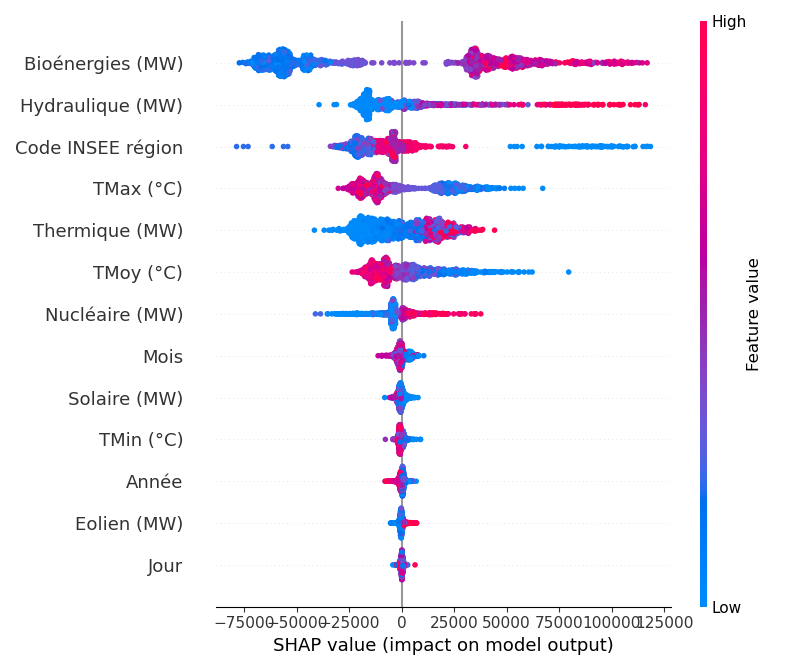 High
Bioénergies (MW)
Hydraulique (MW)
Code INSEE région
TMax (°C)
Thermique (MW)
TMoy (°C)
Nucléaire (MW)
Mois
Solaire (MW)
TMin (°C)
Année
Eolien (MW)
Jour
Feature value
Low
−75000 −50000 −25000 0 25000 50000 75000 100000 125000
SHAP value (impact on model output)